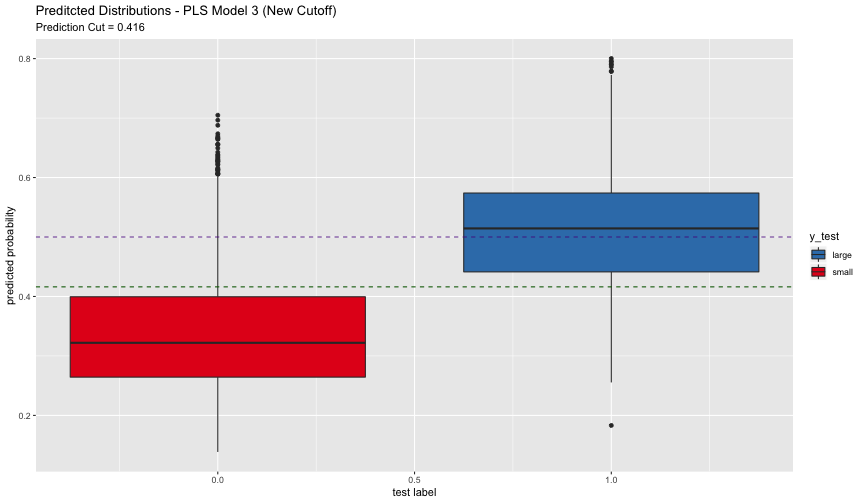 Preditcted Distributions - PLS Model 3 (New Cutoff)
Prediction Cut = 0.416
predicted probability
0.8
0.6
0.4
0.2
0.0
0.5
1.0
test label
y_test
large
small